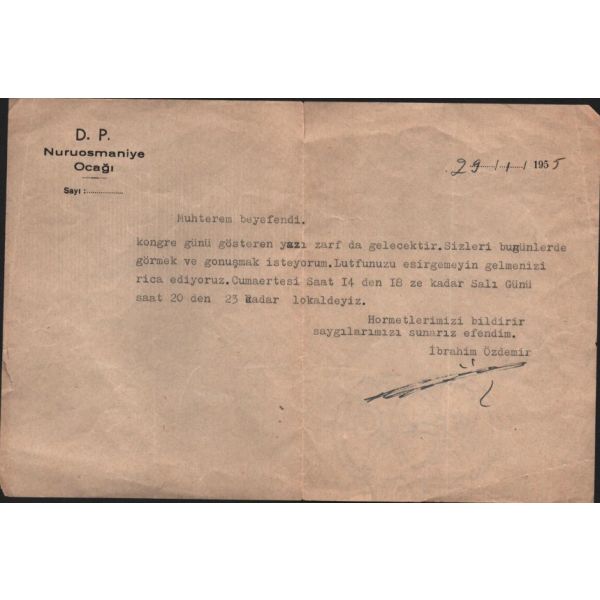 D. P.
Nuruosmaniye
Ocağı
Sayı :..................
29 / 1 / 1955
Muhterem beyefendi.
kongre günü gösteren yazı zarf da gelecektir.Sizleri bugünlerde
görmek ve gonuşmak isteyorum.Lutfunuzu esirgemeyin gelmenizi
rica ediyoruz.Cumaertesi Saat I4 den I8 ze kadar Salı Günü
saat 20 den 23 kadar lokaldeyiz.
Hormetlerimizi bildirir
saygılarımızı sunarız efendim.
İbrahim Özdemir